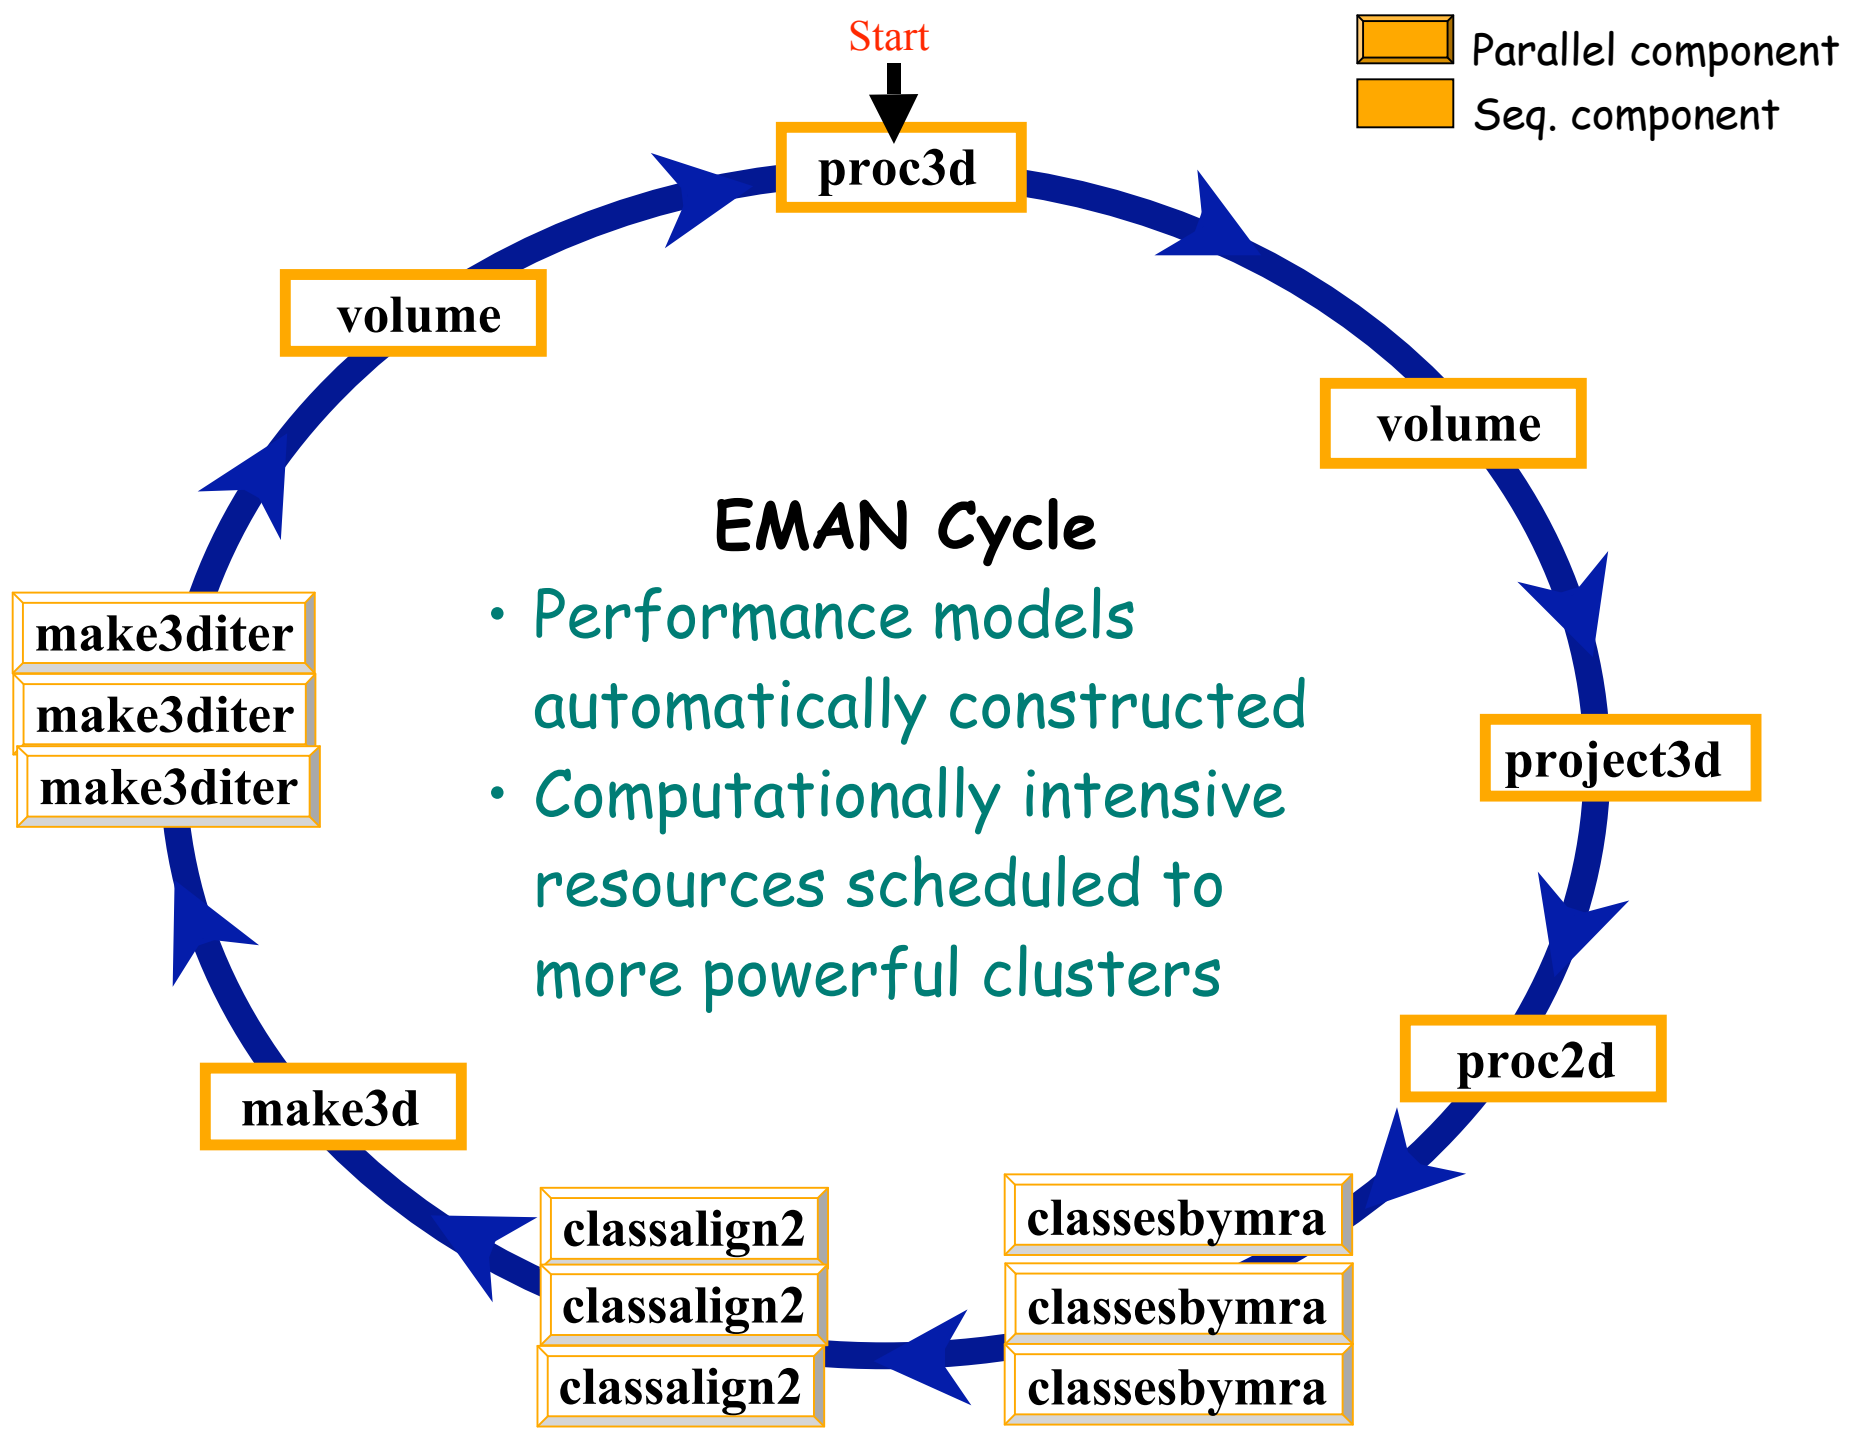 Start
Parallel component
Seq. component
proc3d
volume
volume
EMAN Cycle
• Performance models
automatically constructed
• Computationally intensive
resources scheduled to
more powerful clusters
make3diter
make3diter
make3diter
project3d
proc2d
make3d
classalign2
classalign2
classalign2
classesbymra
classesbymra
classesbymra